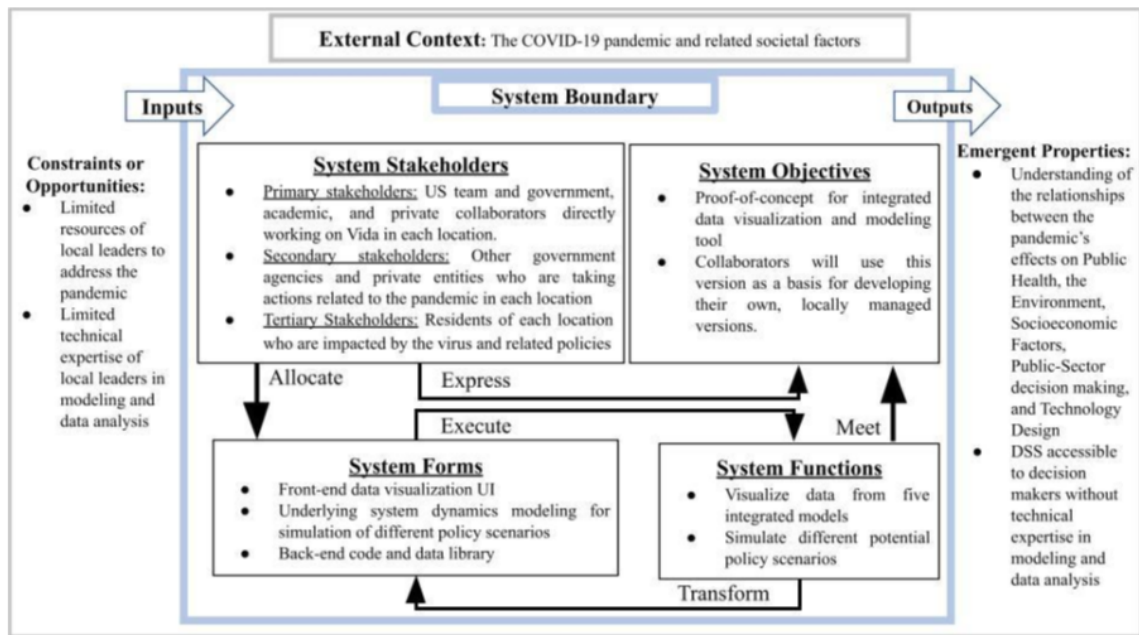 External Context: The COVID-19 pandemic and related societal factors
System Boundary
Inputs
Outputs
Constraints or
Opportunities:
● Limited
resources of
local leaders to
address the
pandemic
● Limited
technical
expertise of
local leaders in
modeling and
data analysis
System Stakeholders
● Primary stakeholders: US team and government,
academic, and private collaborators directly
working on Vida in each location.
● Secondary stakeholders: Other government
agencies and private entities who are taking
actions related to the pandemic in each location
● Tertiary Stakeholders: Residents of each location
who are impacted by the virus and related policies
System Objectives
● Proof-of-concept for integrated
data visualization and modeling
tool
● Collaborators will use this
version as a basis for developing
their own, locally managed
versions.
Allocate
Express
Execute
Meet
System Forms
● Front-end data visualization UI
● Underlying system dynamics modeling for
simulation of different policy scenarios
● Back-end code and data library
System Functions
● Visualize data from five
integrated models
● Simulate different potential
policy scenarios
Transform
Emergent Properties:
● Understanding of
the relationships
between the
pandemic's
effects on Public
Health, the
Environment,
Socioeconomic
Factors,
Public-Sector
decision making,
and Technology
Design
● DSS accessible
to decision
makers without
technical
expertise in
modeling and
data analysis